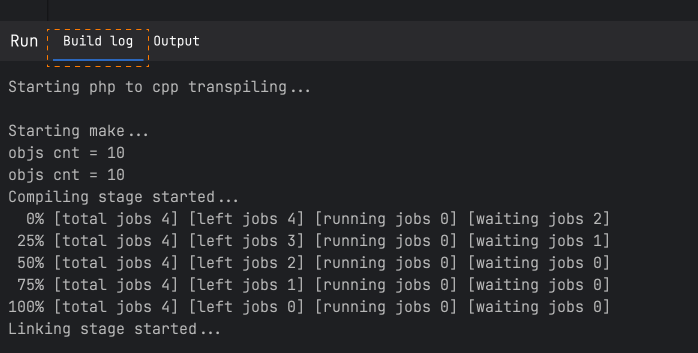 Run Build log Output
Starting php to cpp transpiling...
Starting make...
objs cnt = 10
objs cnt = 10
Compiling stage started...
0% [total jobs 4] [left jobs 4] [running jobs 0] [waiting jobs 2]
25% [total jobs 4] [left jobs 3] [running jobs 0] [waiting jobs 1]
50% [total jobs 4] [left jobs 2] [running jobs 0] [waiting jobs 0]
75% [total jobs 4] [left jobs 1] [running jobs 0] [waiting jobs 0]
100% [total jobs 4] [left jobs 0] [running jobs 0] [waiting jobs 0]
Linking stage started...